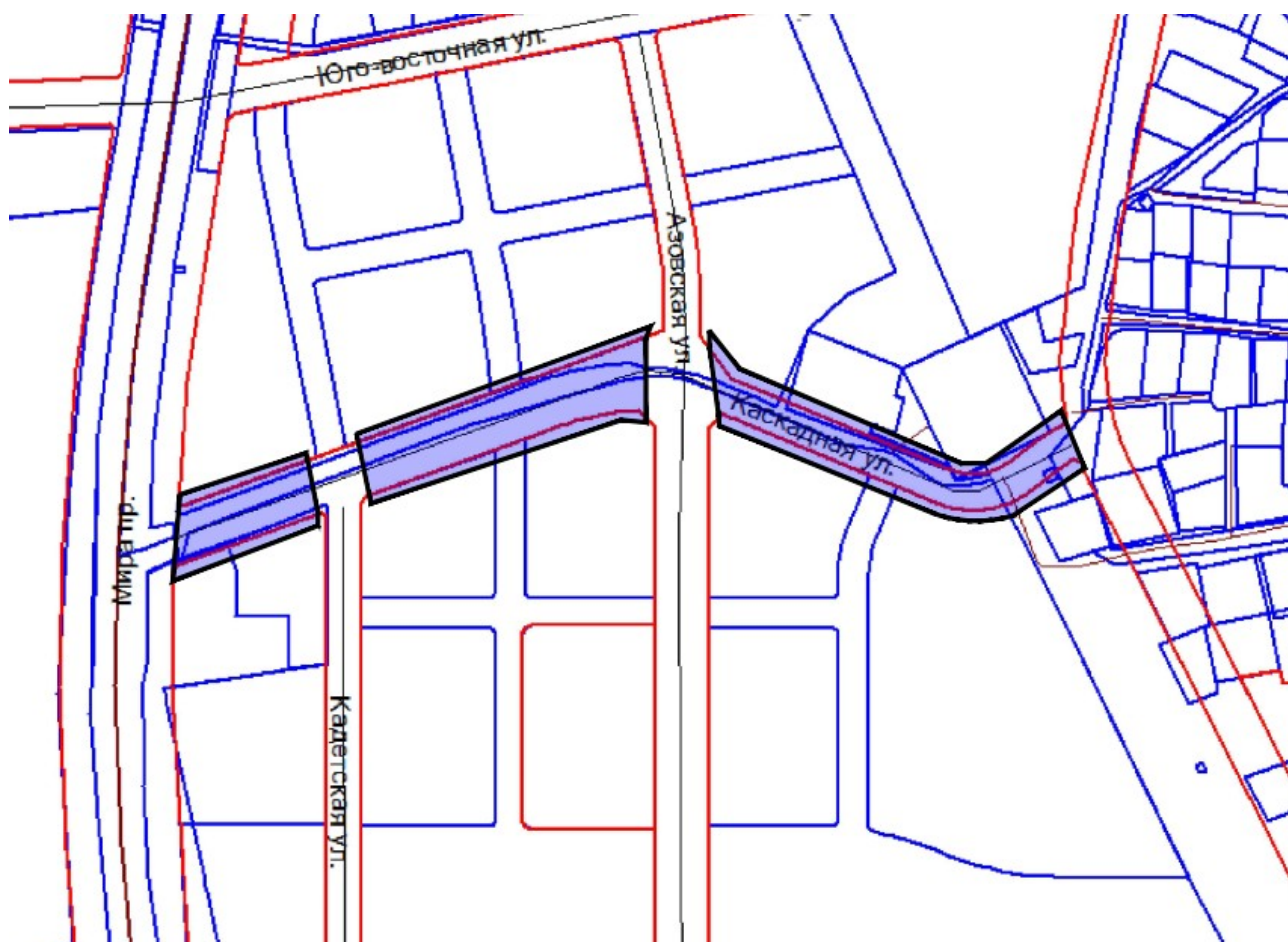 Юго-восточная ул.
Азовская ул.
Каскадная ул.
Мира пр.
Кадетская ул.